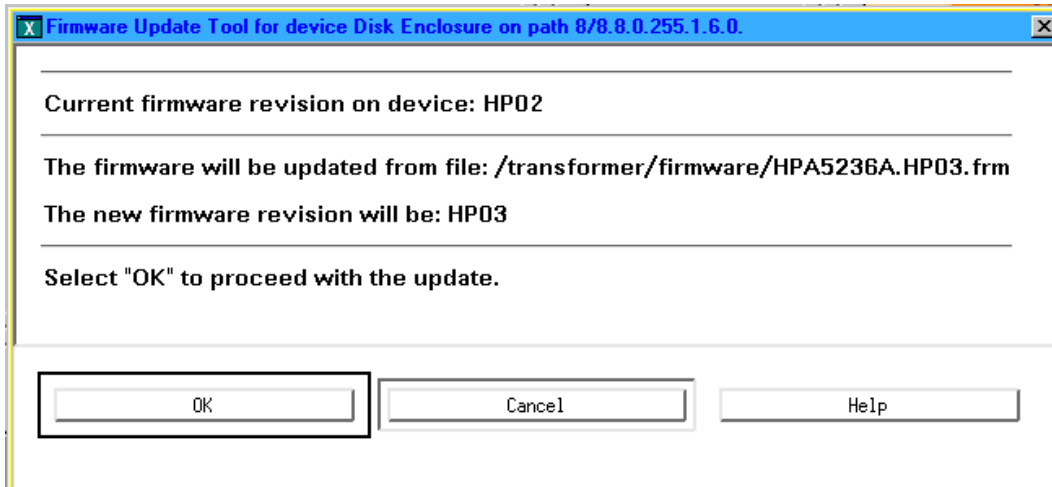 Firmware Update Tool for device Disk Enclosure on path 8/8.8.0.255.1.6.0.
Current firmware revision on device: HP02
The firmware will be updated from file: /transformer/firmware/HPA5236A.HP03.frm
The new firmware revision will be: HP03
Select "OK" to proceed with the update.
OK Cancel Help